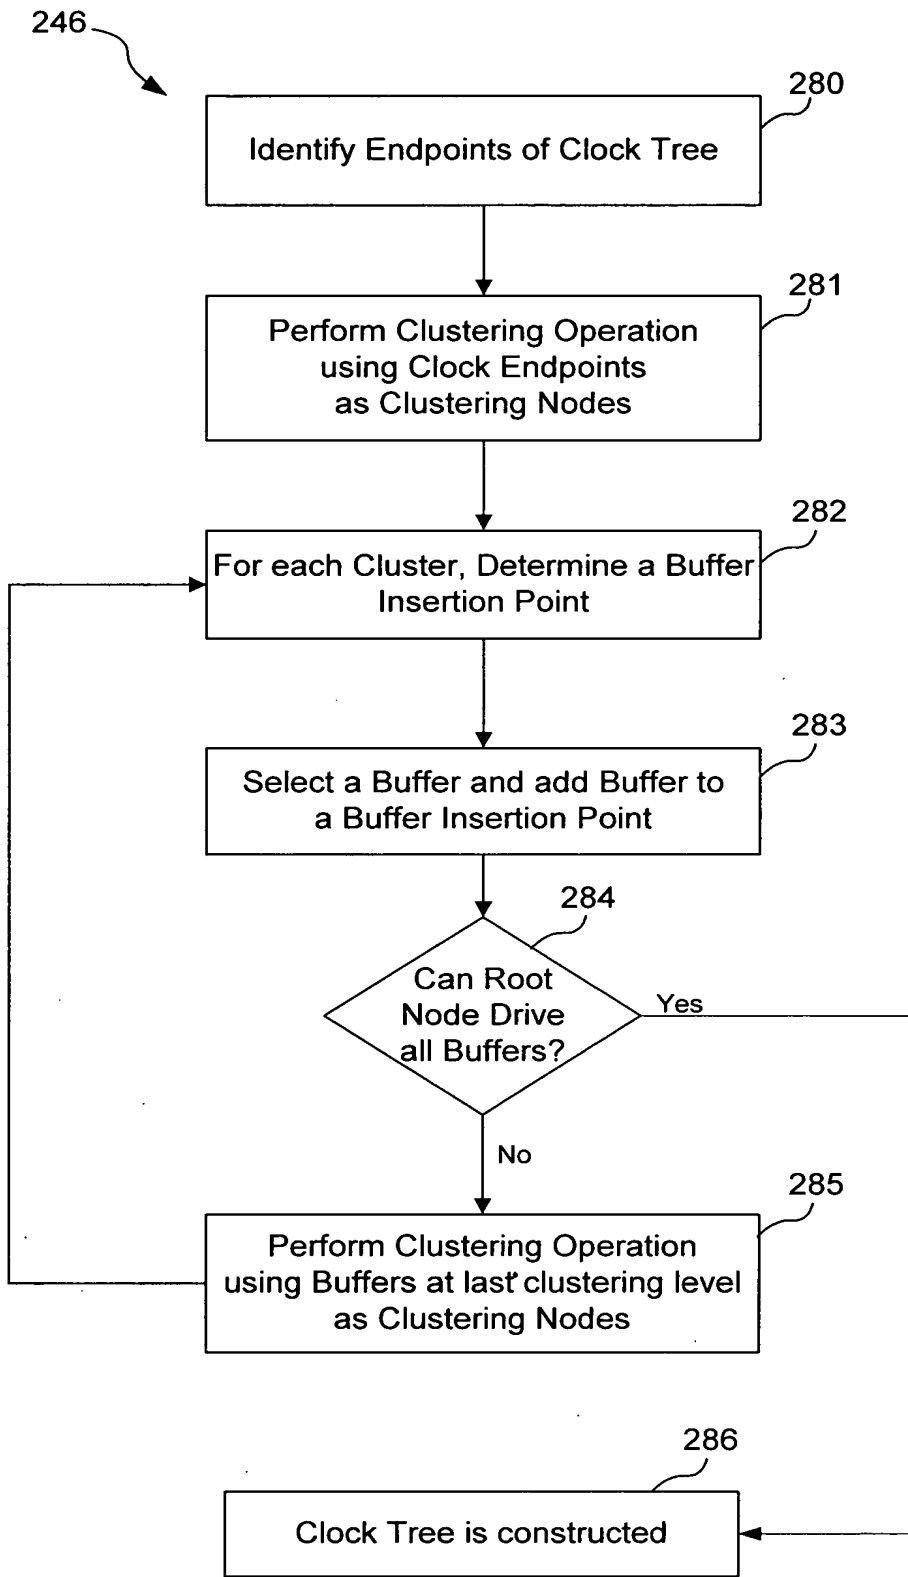 246
280
Identify Endpoints of Clock Tree
281
Perform Clustering Operation
using Clock Endpoints
as Clustering Nodes
282
For each Cluster, Determine a Buffer
Insertion Point
283
Select a Buffer and add Buffer to
a Buffer Insertion Point
284
Can Root
Node Drive
all Buffers?
Yes
No
285
Perform Clustering Operation
using Buffers at last clustering level
as Clustering Nodes
286
Clock Tree is constructed